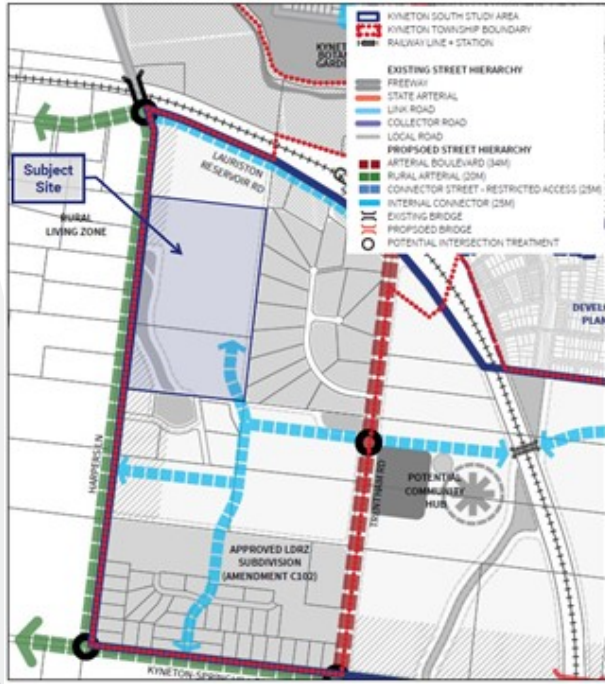 KYNETON SOUTH STUDY AREA
KYNETON TOWNSHIP BOUNDARY
RAILWAY LINE + STATION
EXISTING STREET HIERARCHY
FREEWAY
STATE ARTERIAL
LINK ROAD
COLLECTOR ROAD
LOCAL ROAD
PROPSOED STREET HIERARCHY
ARTERIAL BOULEVARD (34M)
RURAL ARTERIAL (20M)
CONNECTOR STREET - RESTRICTED ACCESS (25M)
INTERNAL CONNECTOR (25M)
EXISTING BRIDGE
PROPSED BRIDGE
POTENTIAL INTERSECTION TREATMENT
LAURISTON
RESERVOIR RD
Subject
Site
RURAL
LIVING ZONE
HARPERS LN
TRENTHAM RD
POTENTIAL
COMMUNITY
HUB
APPROVED LDRZ
SUBDIVISION
(AMENDMENT C102)